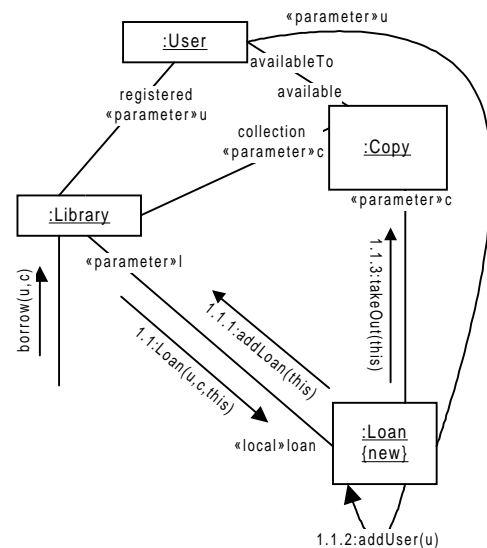 «parameter»u
:User
availableTo
available
registered
«parameter»u
collection
«parameter»c
:Copy
«parameter»c
:Library
«parameter»l
borrow(u,c)
1.1:Loan(u,c,this)
1.1.1:addLoan(this)
1.1.3:takeOut(this)
«local»loan
:Loan
{new}
1.1.2:addUser(u)